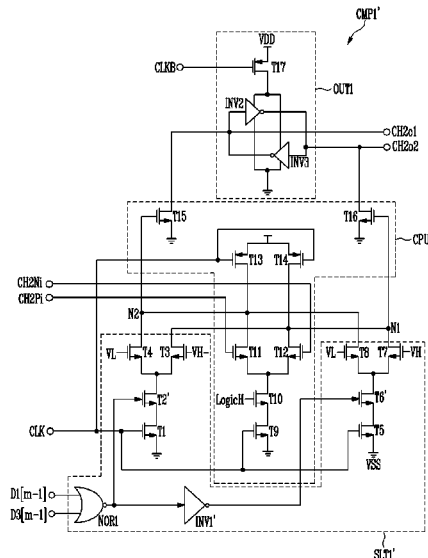 CMP1'
VDD
CLKB
T17
OUT1
INV2
INV3
CH2o1
CH2o2
T15
T16
CPU
T13
T14
CH2Ni
CH2Pi
N2
N1
VL
T4
T3
VH
T11
T12
VL
T8
T7
VH
T2'
LogicH
T10
T6'
CLK
T1
T9
T5
VSS
D1[m-1]
D3[m-1]
NOR1
INV1'
SLT1'